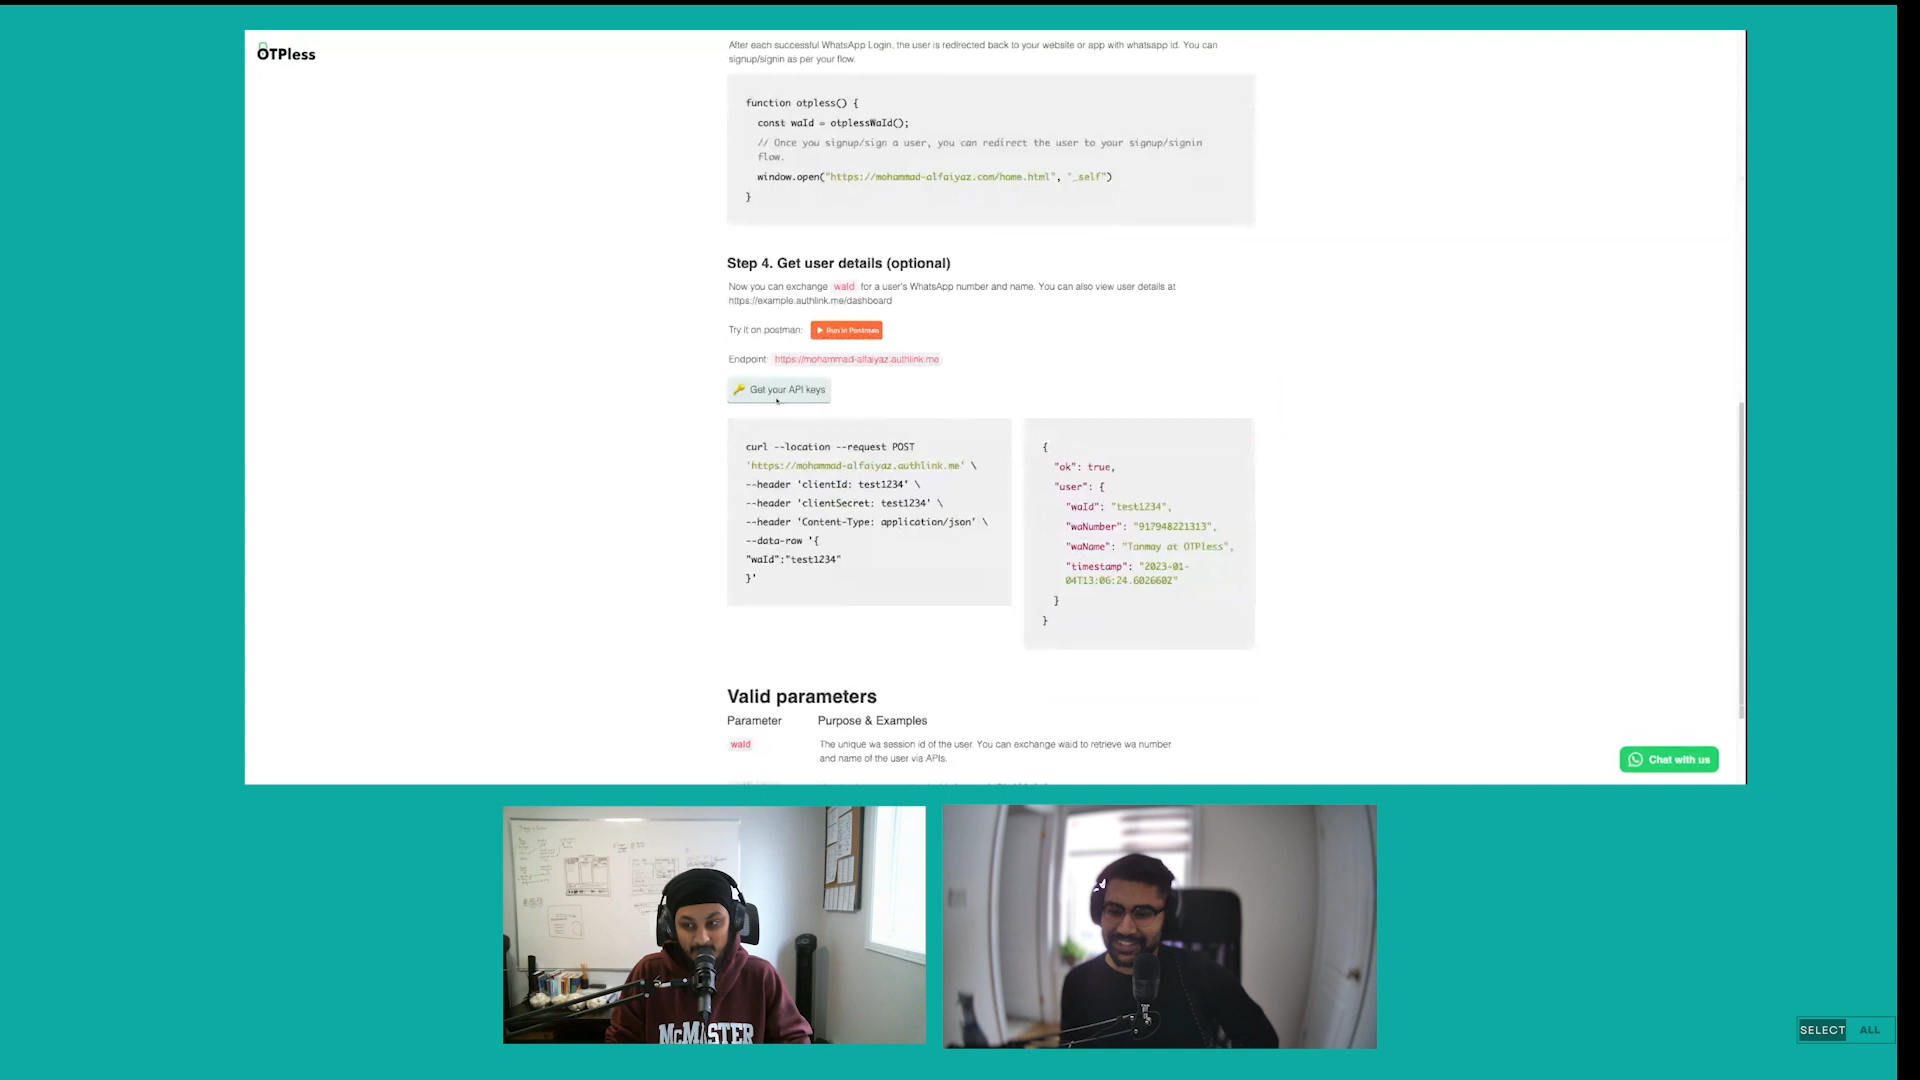 OTPless
After each successful WhatsApp Login, the user is redirected back to your website or app with whatsapp id. You can
signup/signin as per your flow.
function otpless() {
const waId = otplessWaId();
// Once you signup/sign a user, you can redirect the user to your signup/signin
flow.
window.open("https://mohammad-alfaiyaz.com/home.html", "_self")
}
Step 4. Get user details (optional)
Now you can exchange waId for a user's WhatsApp number and name. You can also view user details at
https://example.authlink.me/dashboard
Try it on postman: Run in Postman
Endpoint: https://mohammad-alfaiyaz.authlink.me
Get your API keys
curl --location --request POST
'https://mohammad-alfaiyaz.authlink.me' \
--header 'clientId: test1234' \
--header 'clientSecret: test1234' \
--header 'Content-Type: application/json' \
--data-raw '{
"waId":"test1234"
}'
{
"ok": true,
"user": {
"waId": "test1234",
"waNumber": "917948221313",
"waName": "Tanmay at OTPless",
"timestamp": "2023-01-
04T13:06:24.602660Z"
}
}
Valid parameters
Parameter Purpose & Examples
waId The unique wa session id of the user. You can exchange waid to retrieve wa number
and name of the user via APIs.
Chat with us
McMASTER
SELECT ALL